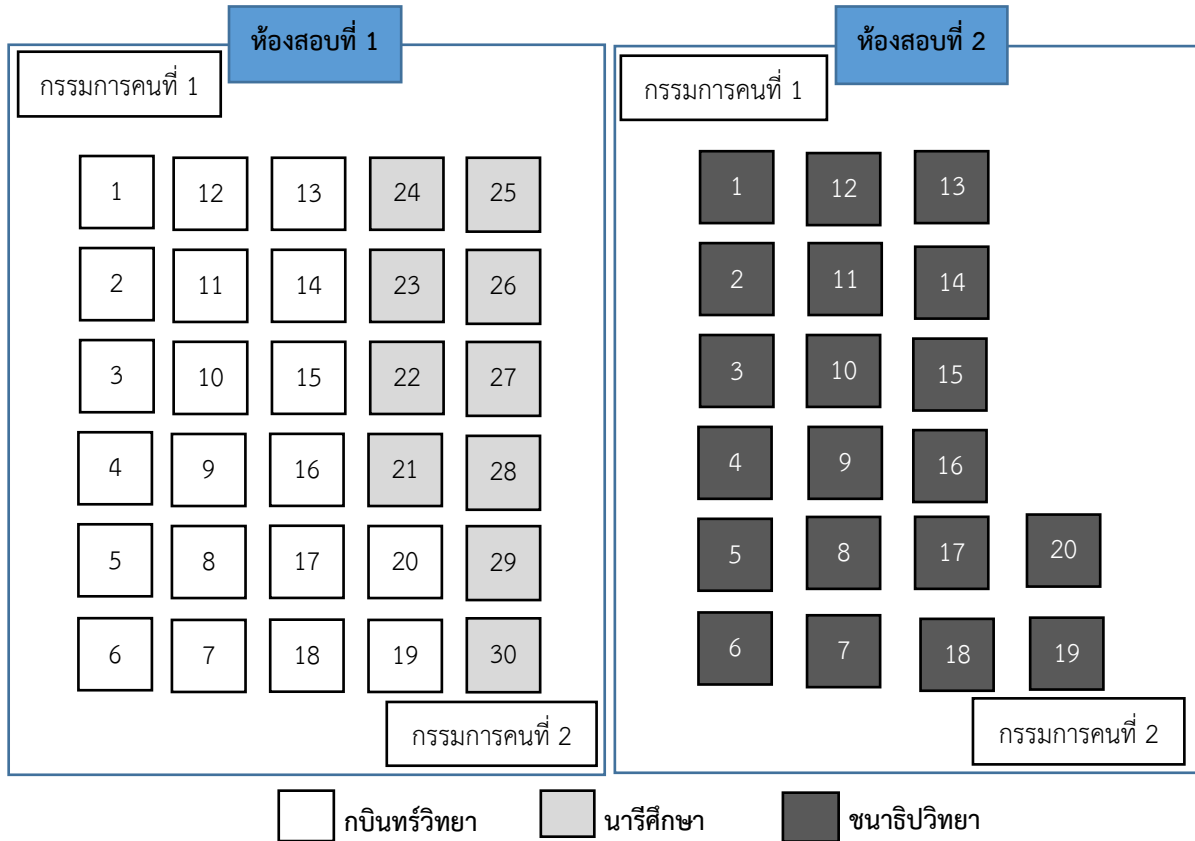 ห้องสอบที่ 1
กรรมการคนที่ 1
1 12 13 24 25
2 11 14 23 26
3 10 15 22 27
4 9 16 21 28
5 8 17 20 29
6 7 18 19 30
กรรมการคนที่ 2
ห้องสอบที่ 2
กรรมการคนที่ 1
1 12 13
2 11 14
3 10 15
4 9 16
5 8 17 20
6 7 18 19
กรรมการคนที่ 2
กบินทร์วิทยา นารีศึกษา ชนาธิปวิทยา